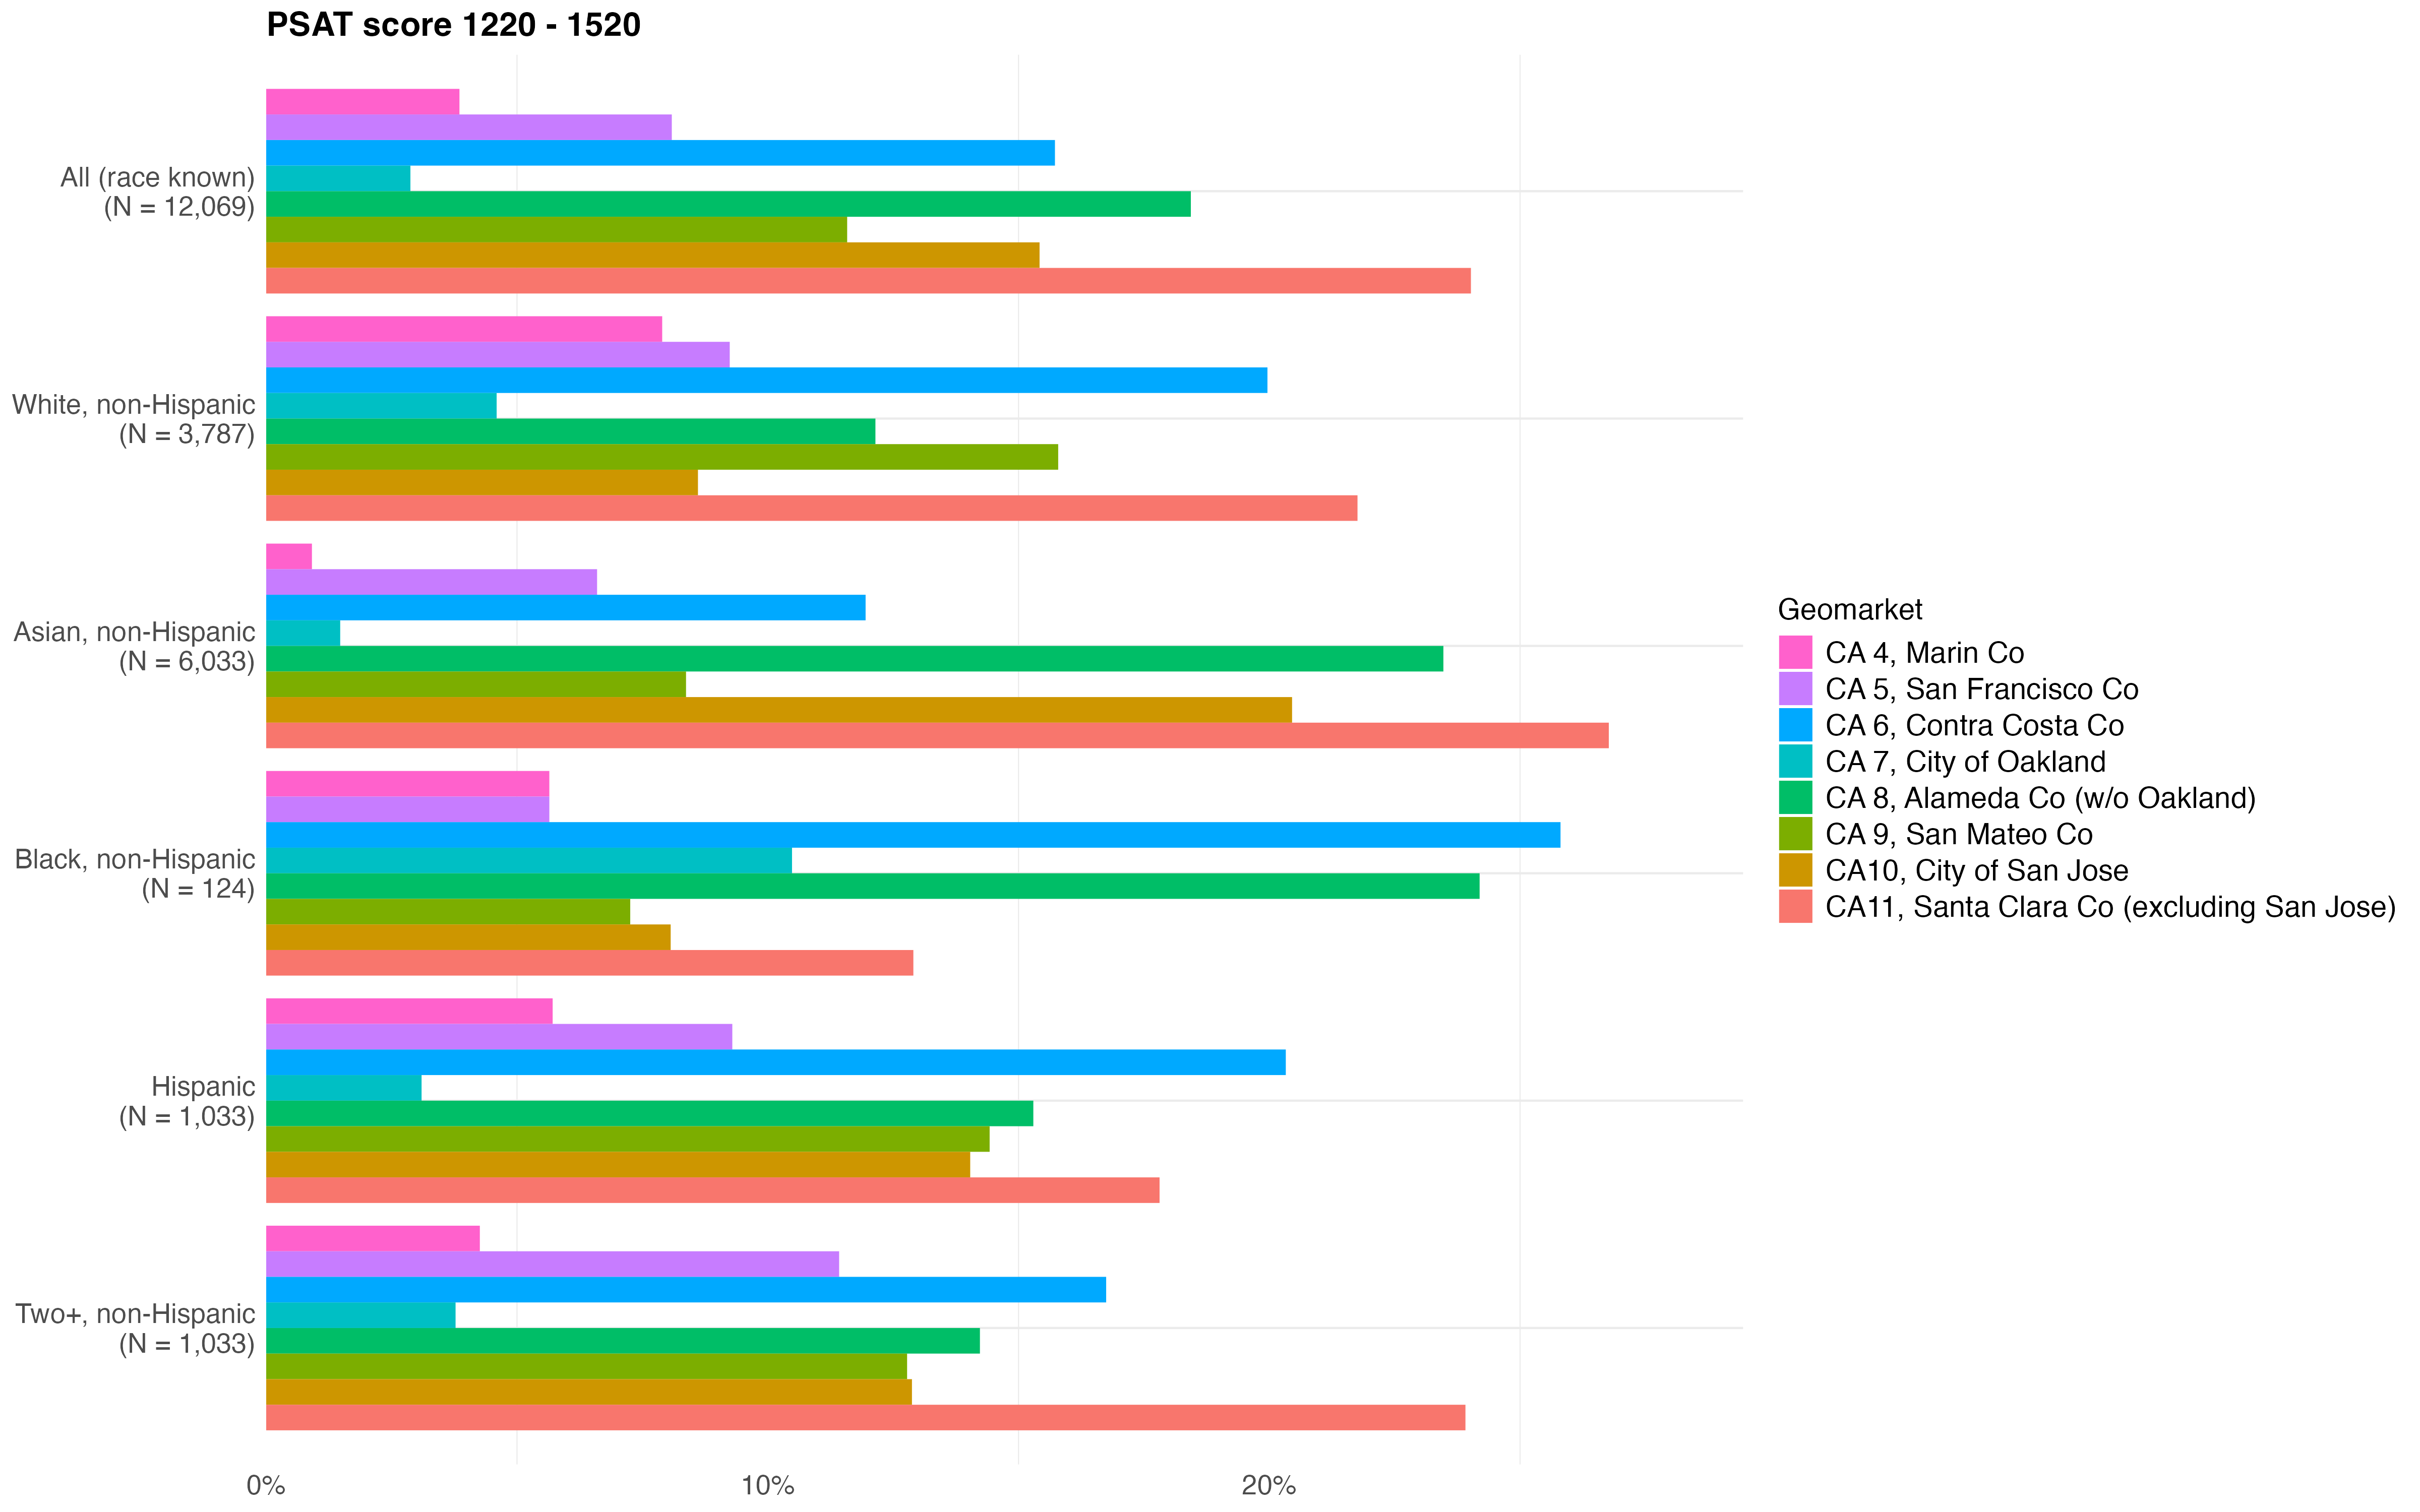 PSAT score 1220 - 1520
All (race known)
(N = 12,069)
White, non-Hispanic
(N = 3,787)
Asian, non-Hispanic
(N = 6,033)
Black, non-Hispanic
(N = 124)
Hispanic
(N = 1,033)
Two+, non-Hispanic
(N = 1,033)
0% 10% 20%
Geomarket
CA 4, Marin Co
CA 5, San Francisco Co
CA 6, Contra Costa Co
CA 7, City of Oakland
CA 8, Alameda Co (w/o Oakland)
CA 9, San Mateo Co
CA10, City of San Jose
CA11, Santa Clara Co (excluding San Jose)